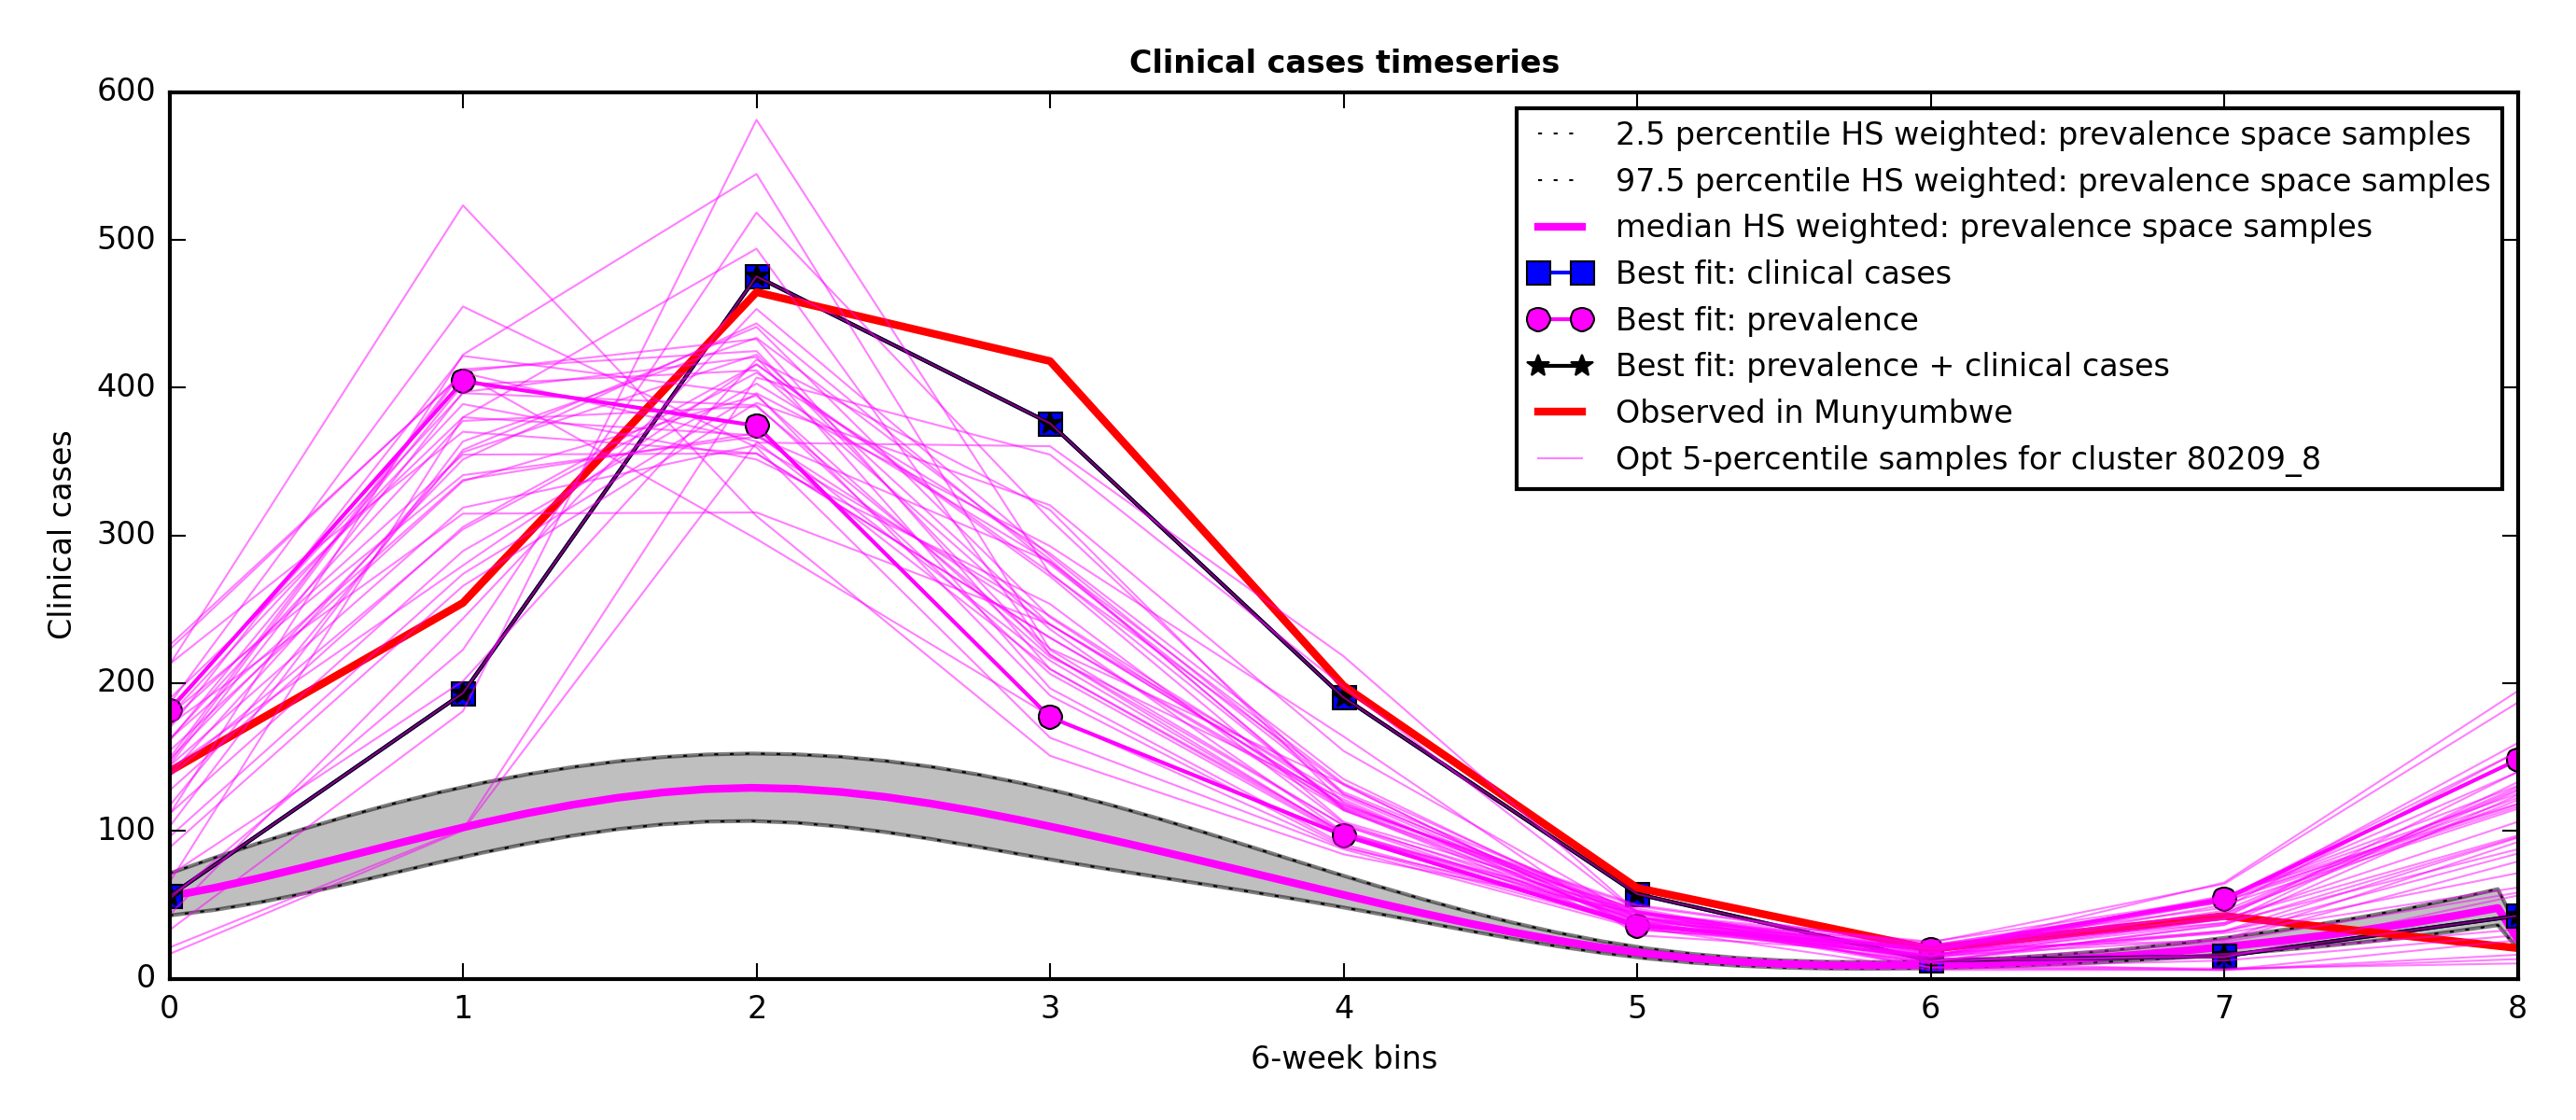 Clinical cases timeseries
600
500
400
300
200
100
0
Clinical cases
2.5 percentile HS weighted: prevalence space samples
97.5 percentile HS weighted: prevalence space samples
median HS weighted: prevalence space samples
Best fit: clinical cases
Best fit: prevalence
Best fit: prevalence + clinical cases
Observed in Munyumbwe
Opt 5-percentile samples for cluster 80209_8
0 1 2 3 4 5 6 7 8
6-week bins